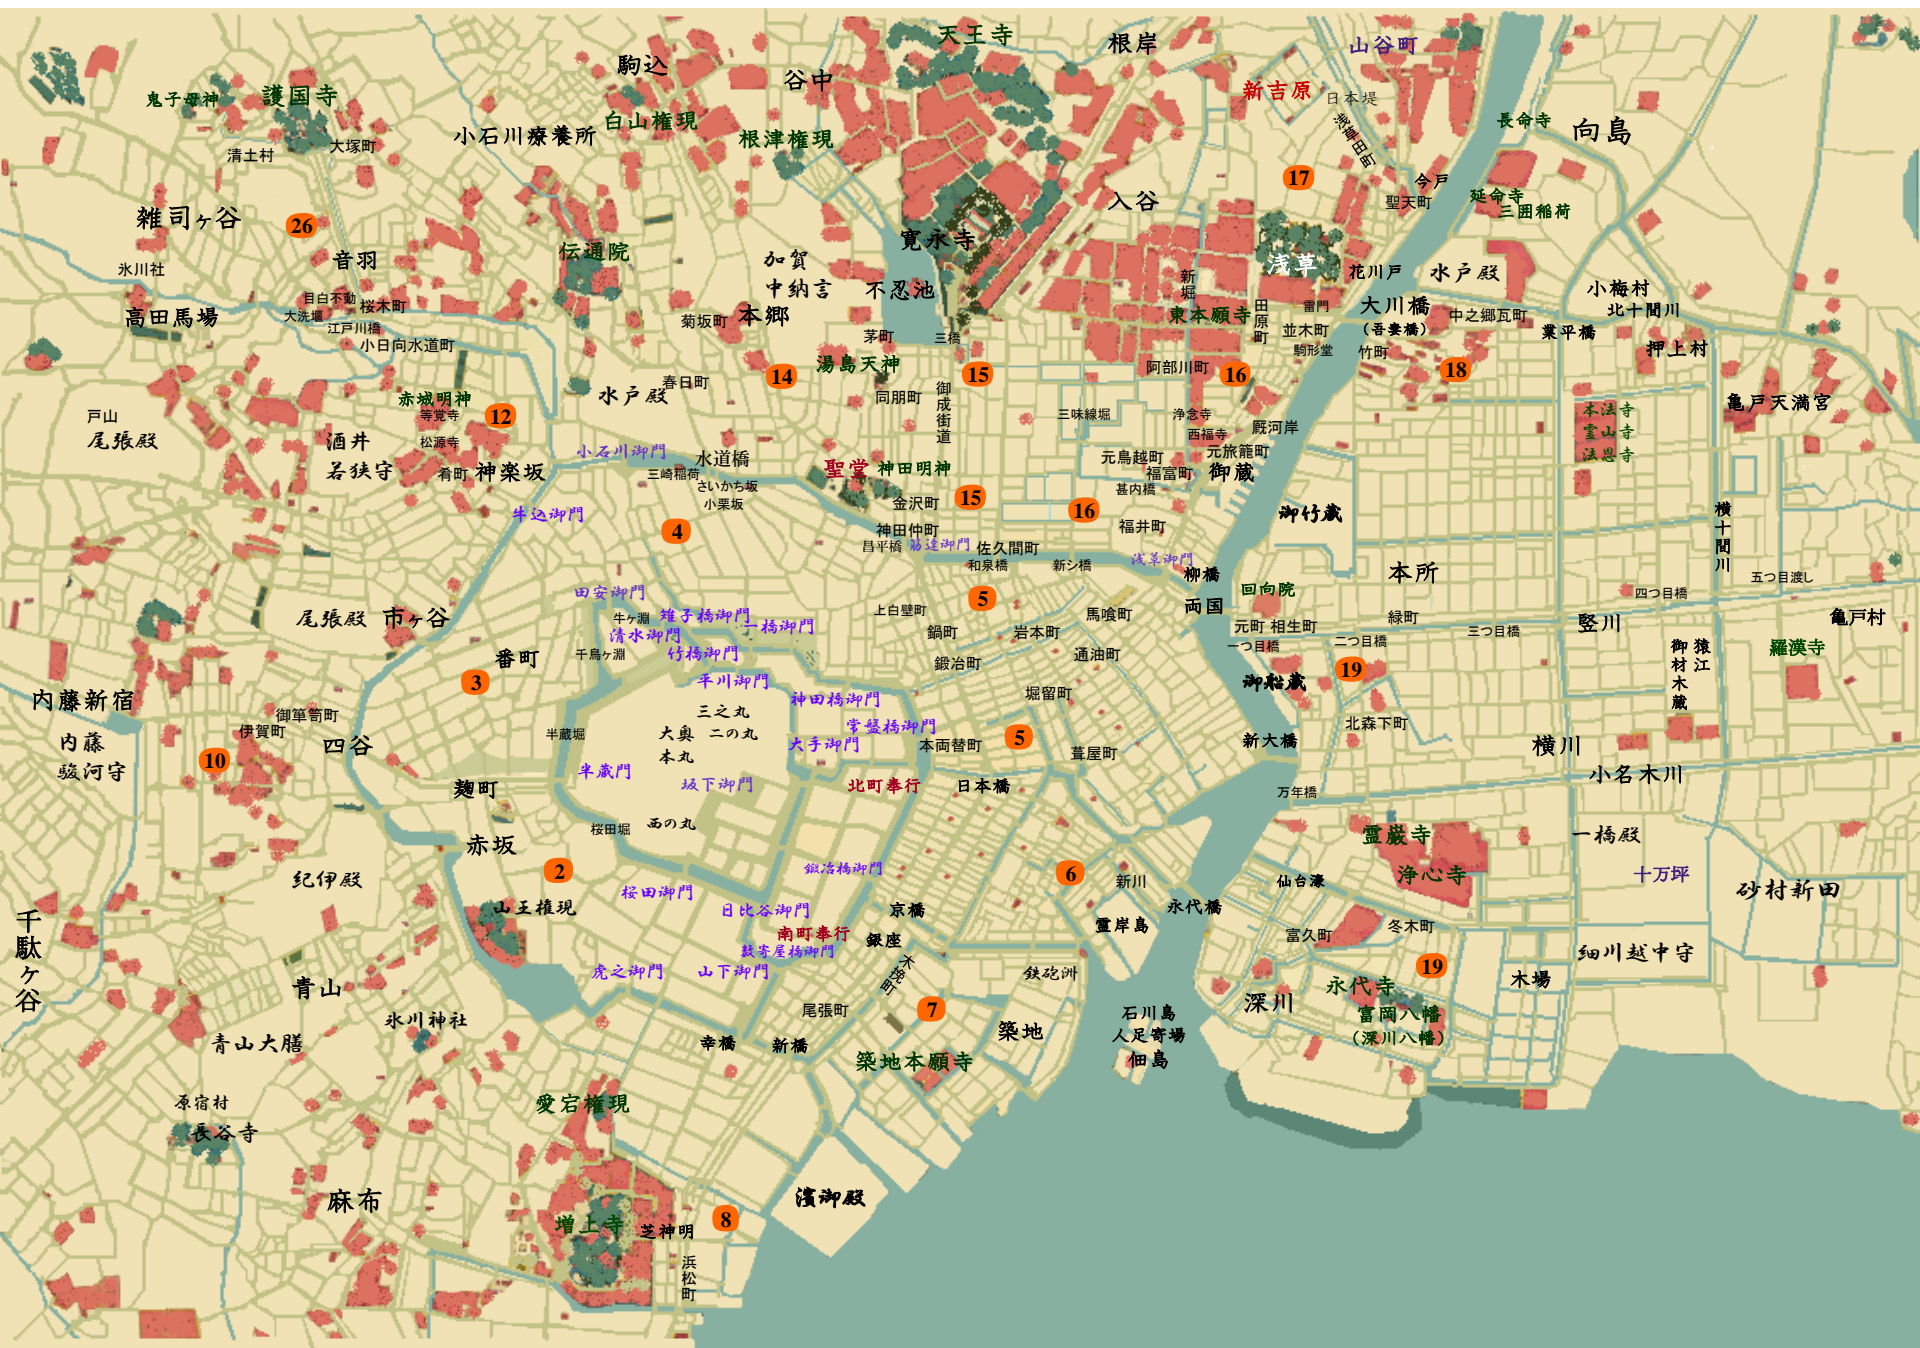 天王寺
根岸
山谷町
駒込
谷中
新吉原
日本堤
浅草田町
鬼子母神
護国寺
白山権現
小石川療養所
根津権現
長命寺
向島
清土村
大塚町
17
今戸
聖天町
延命寺
三囲稲荷
入谷
雑司ヶ谷
26
音羽
伝通院
寛永寺
浅草
花川戸
水戸殿
氷川社
加賀
中納言
不忍池
新堀
小梅村
北十間川
高田馬場
目白不動
桜木町
大洗堰
江戸川橋
小日向水道町
菊坂町
本郷
茅町
三橋
東本願寺
田原町
雷門
並木町
駒形堂
大川橋
(吾妻橋)
竹町
中之郷瓦町
業平橋
押上村
14
湯島天神
15
阿部川町
16
18
春日町
水戸殿
同朋町
御成街道
三味線堀
浄念寺
西福寺
厩河岸
赤城明神
等覚寺
12
松源寺
本法寺
霊山寺
法恩寺
亀戸天満宮
戸山
尾張殿
酒井
若狭守
肴町
神楽坂
小石川御門
水道橋
三崎稲荷
さいかち坂
小栗坂
聖堂
神田明神
元鳥越町
福富町
元旅籠町
御蔵
甚内橋
牛込御門
4
金沢町
15
16
神田仲町
昌平橋
筋違御門
佐久間町
福井町
御竹蔵
横十間川
和泉橋
新シ橋
浅草御門
柳橋
両国
本所
田安御門
5
回向院
五つ目渡し
四つ目橋
尾張殿
市ヶ谷
牛ヶ淵
雉子橋御門
一橋御門
清水御門
竹橋御門
千鳥ヶ淵
上白壁町
鍋町
岩本町
馬喰町
元町
相生町
緑町
一つ目橋
二つ目橋
三つ目橋
竪川
亀戸村
番町
3
平川御門
鍛冶町
通油町
御船蔵
19
猿江
御材木蔵
羅漢寺
内藤新宿
御箪笥町
伊賀町
四谷
神田橋御門
堀留町
三之丸
大奥
二の丸
本丸
半蔵堀
常盤橋御門
大手御門
本両替町
5
葺屋町
新大橋
北森下町
横川
内藤
駿河守
10
半蔵門
坂下御門
北町奉行
日本橋
小名木川
麹町
万年橋
赤坂
桜田堀
西の丸
霊巌寺
浄心寺
一橋殿
2
鍛冶橋御門
6
新川
仙台濠
十万坪
砂村新田
紀伊殿
山王権現
桜田御門
日比谷御門
京橋
霊岸島
永代橋
富久町
冬木町
千駄ヶ谷
南町奉行
数寄屋橋御門
銀座
木挽町
細川越中守
虎之御門
山下御門
鉄砲洲
19
木場
青山
永代寺
深川
富岡八幡
(深川八幡)
尾張町
7
築地
石川島
人足寄場
佃島
氷川神社
青山大膳
幸橋
新橋
築地本願寺
原宿村
長谷寺
愛宕権現
麻布
増上寺
芝神明
8
濱御殿
浜松町